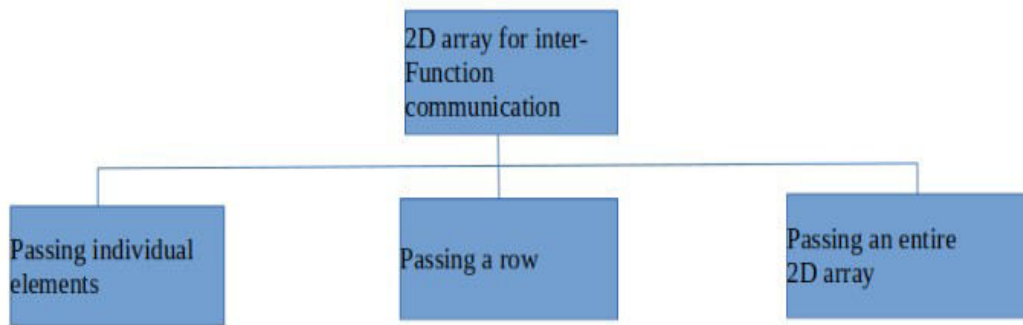 2D array for inter-
Function
communication
Passing individual
elements
Passing a row
Passing an entire
2D array